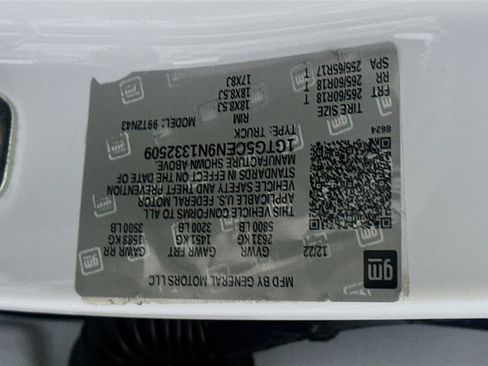 gm
MFD BY GENERAL MOTORS LLC
12/22 GVWR GAWR FRT GAWR RR
2631 KG 1451 KG 1588 KG
5800 LB 3200 LB 3500 LB
THIS VEHICLE CONFORMS TO ALL
APPLICABLE U.S. FEDERAL MOTOR
VEHICLE SAFETY AND THEFT PREVENTION
STANDARDS IN EFFECT ON THE DATE OF
MANUFACTURE SHOWN ABOVE.
1GTG5CEN9N1332509
TYPE: TRUCK MODEL: 99T2N43
8624
TIRE SIZE RIM
FRT 265/60R18 T 18X8.5J
RR 265/60R18 T 18X8.5J
SPA 255/65R17 T 17X8J